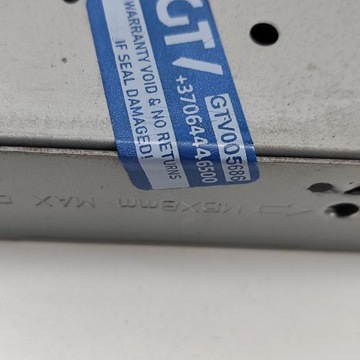 GT/
GTV005686
+37064446500
WARRANTY VOID & NO RETURNS
IF SEAL DAMAGED!
M5X8mm MAX